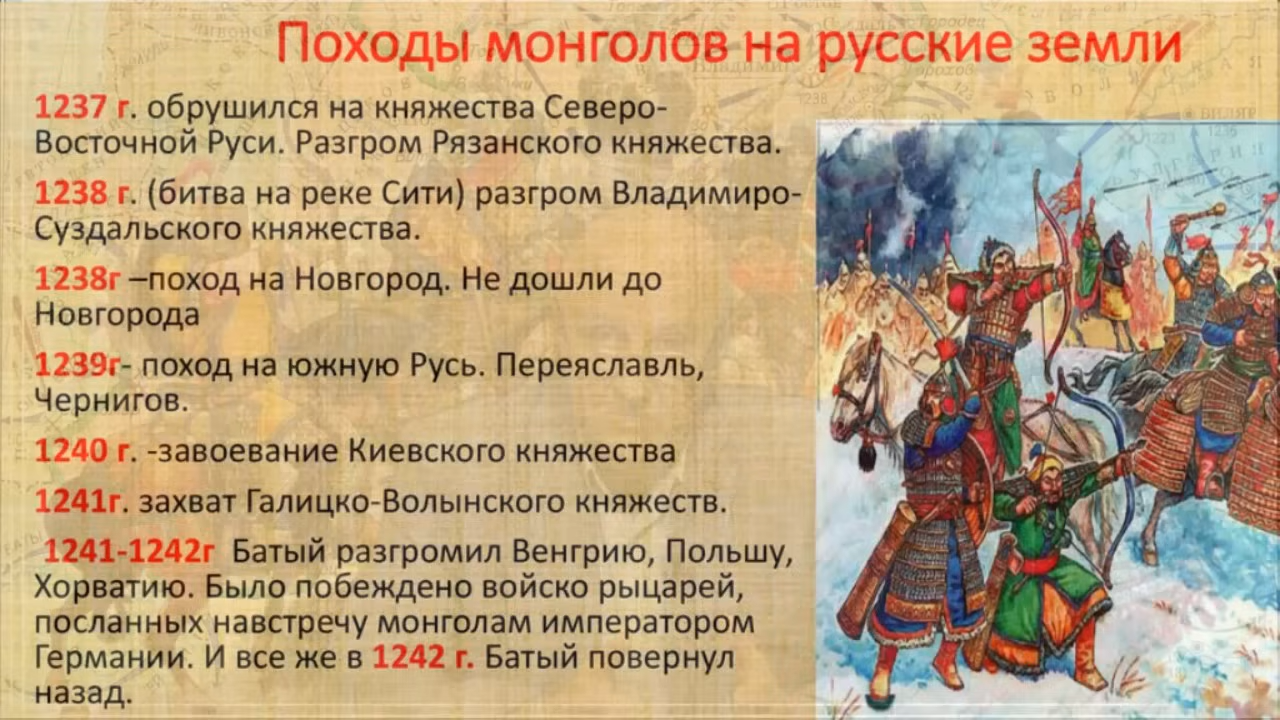 Походы монголов на русские земли
1237 г. обрушился на княжества Северо-
Восточной Руси. Разгром Рязанского княжества.
1238 г. (битва на реке Сити) разгром Владимиро-
Суздальского княжества.
1238г –поход на Новгород. Не дошли до
Новгорода
1239г- поход на южную Русь. Переяславль,
Чернигов.
1240 г. -завоевание Киевского княжества
1241г. захват Галицко-Волынского княжеств.
1241-1242г Батый разгромил Венгрию, Польшу,
Хорватию. Было побеждено войско рыцарей,
посланных навстречу монголам императором
Германии. И все же в 1242 г. Батый повернул
назад.